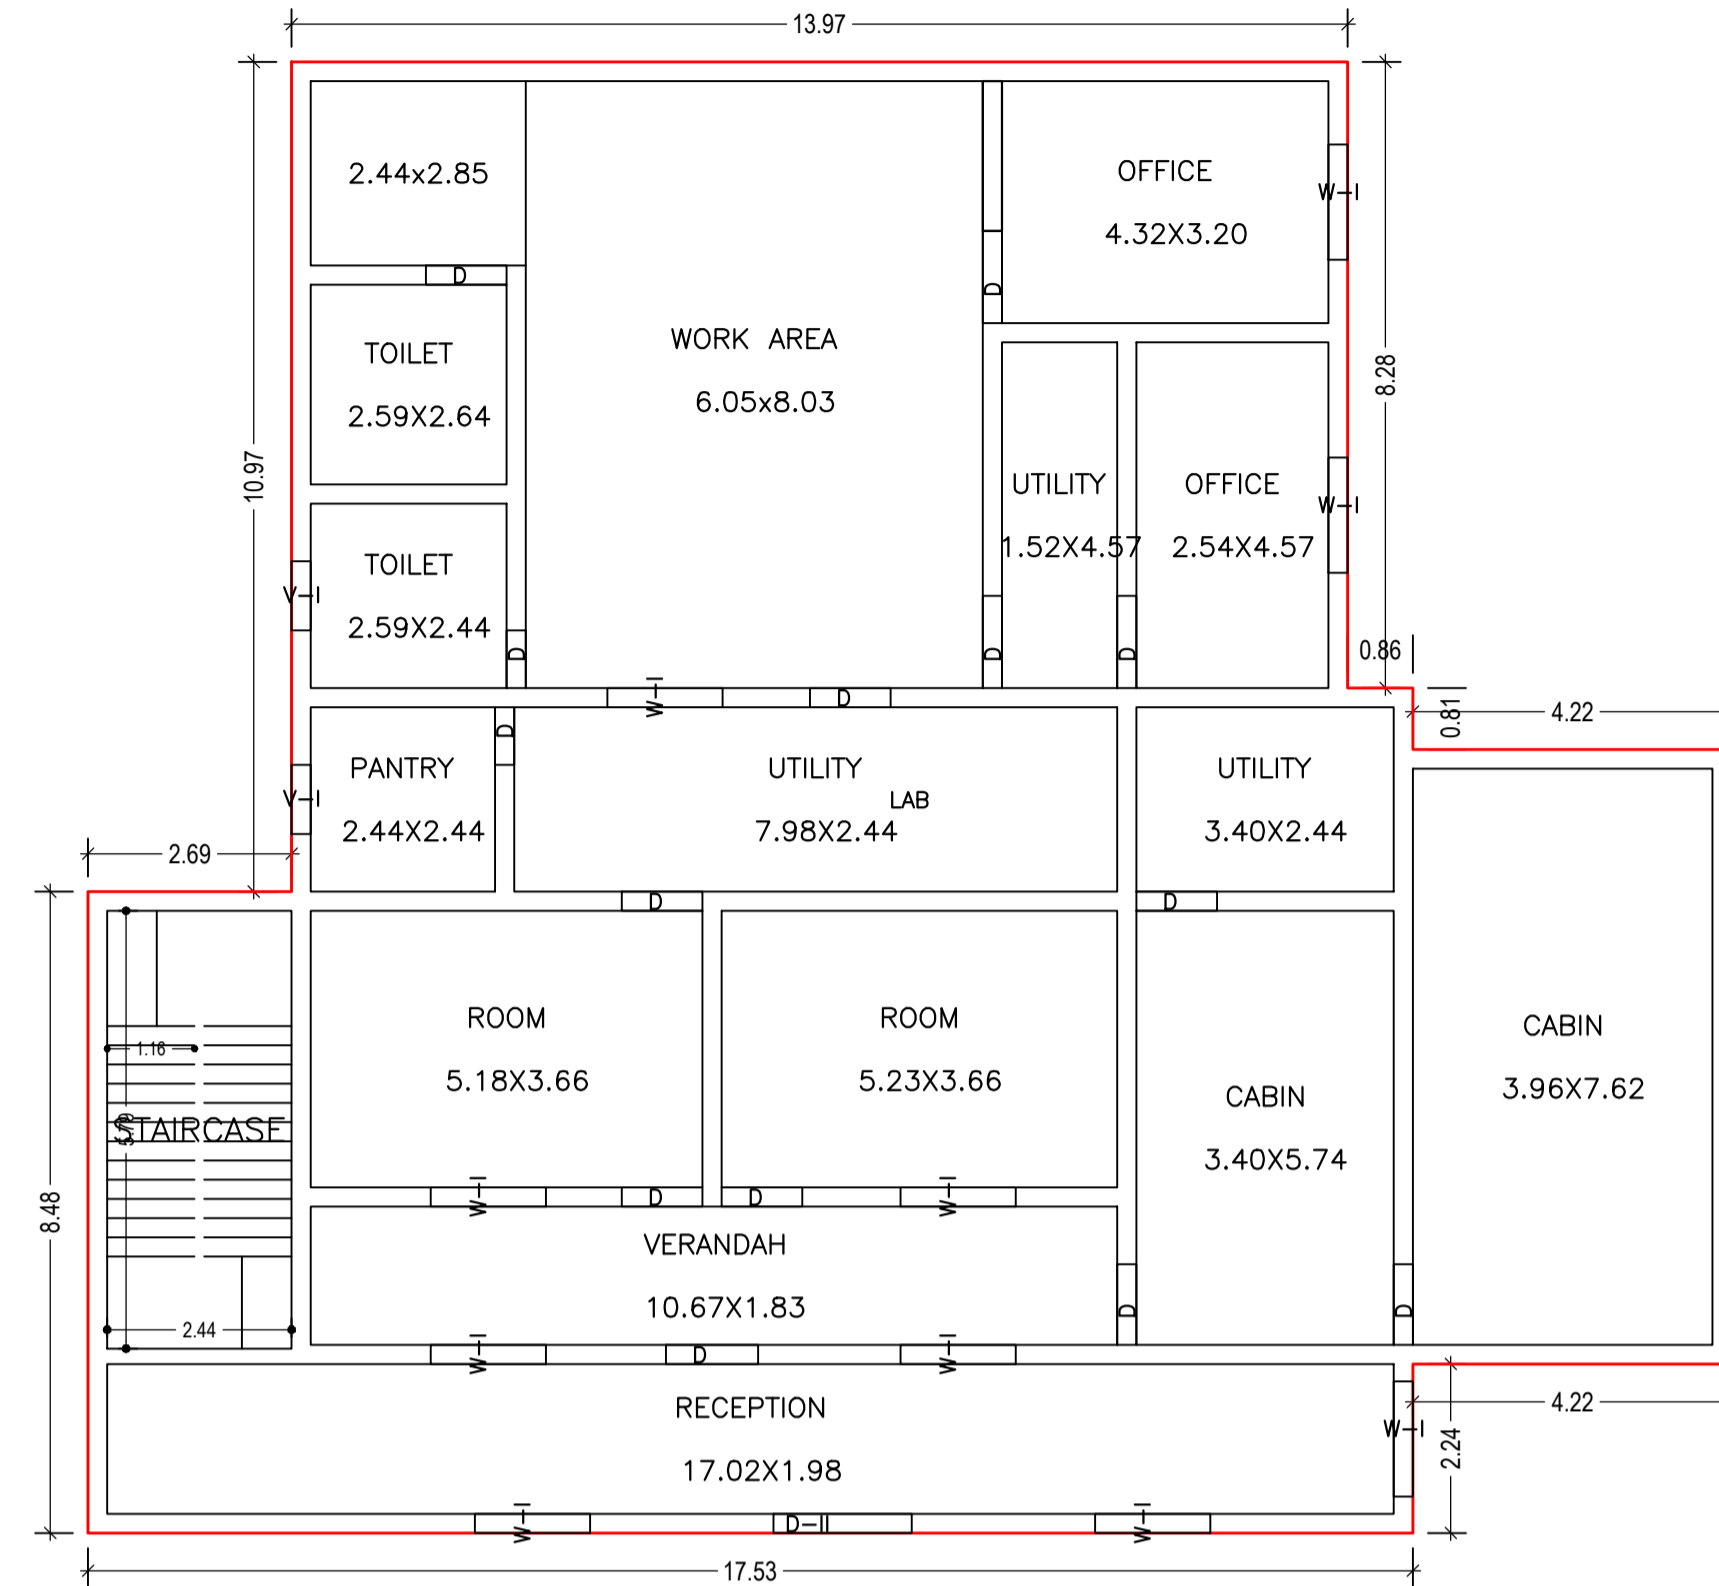 13.97
2.44x2.85
OFFICE
4.32X3.20
W-I
D
D
TOILET
2.59X2.64
WORK AREA
6.05x8.03
8.28
10.97
UTILITY
1.52X4.57
OFFICE
2.54X4.57
W-I
TOILET
2.59X2.44
V-I
D
D
D
0.86
W-I
D
0.81
4.22
D
PANTRY
2.44X2.44
V-I
UTILITY
LAB
7.98X2.44
UTILITY
3.40X2.44
2.69
D
D
ROOM
5.18X3.66
ROOM
5.23X3.66
CABIN
3.96X7.62
CABIN
3.40X5.74
1.16
STAIRCASE
5.79
8.48
W-I
D
D
W-I
VERANDAH
10.67X1.83
D
D
2.44
W-I
D
W-I
RECEPTION
17.02X1.98
W-I
4.22
2.24
W-I
D-II
W-I
17.53